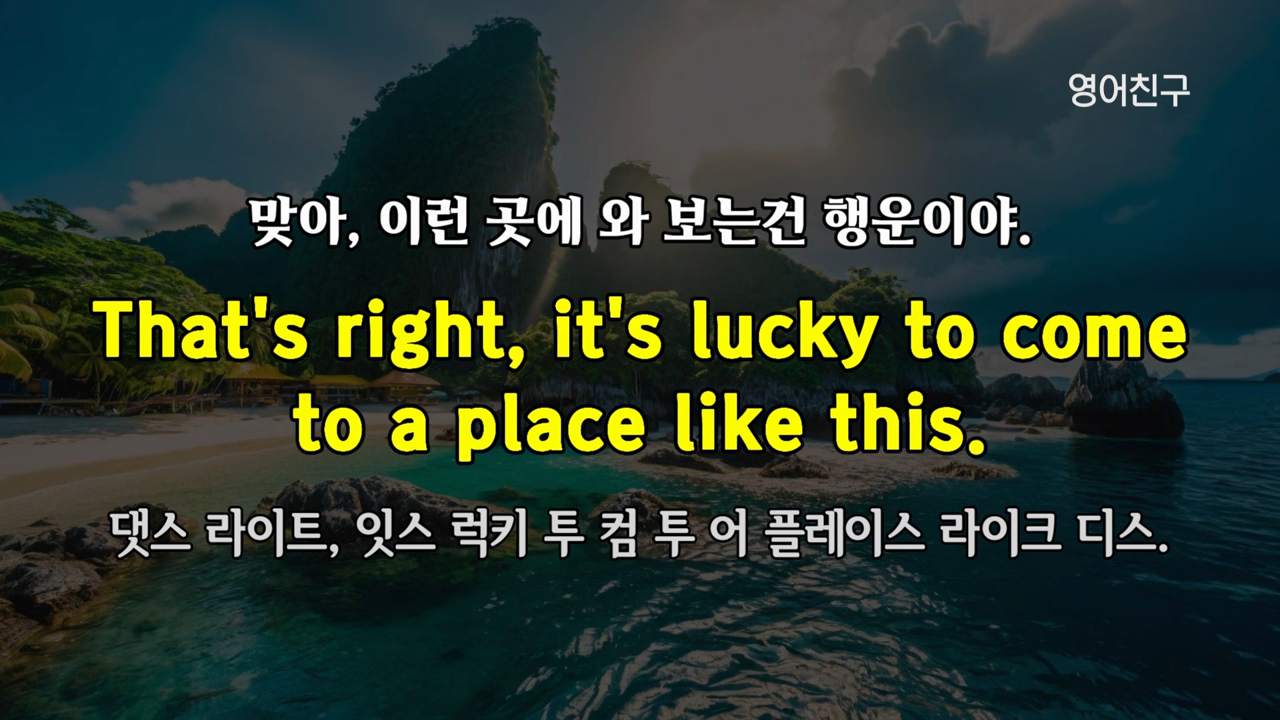 영어친구
맞아, 이런 곳에 와 보는건 행운이야.
That's right, it's lucky to come
to a place like this.
댓스 라이트, 잇스 럭키 투 컴 투 어 플레이스 라이크 디스.